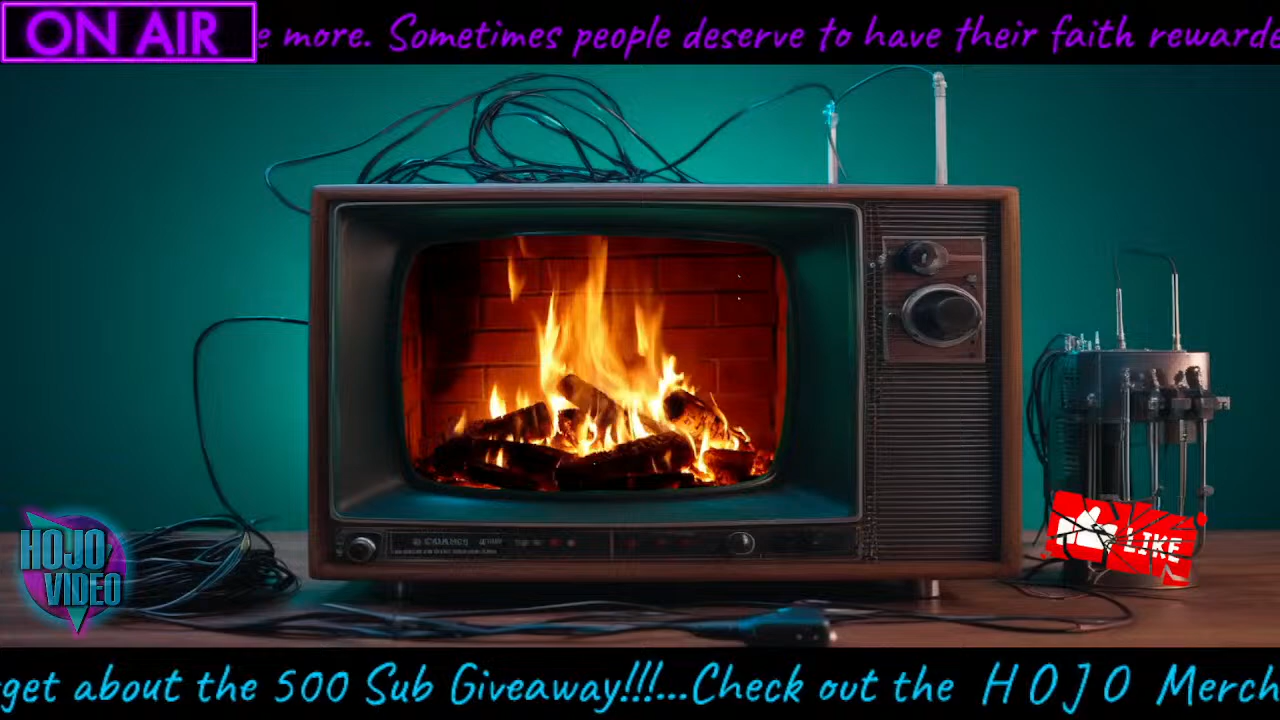 ON AIR
e more. Sometimes people deserve to have their faith rewarde
HOJO
VIDEO
LIKE
get about the 500 Sub Giveaway!!!...Check out the HOJO Merch